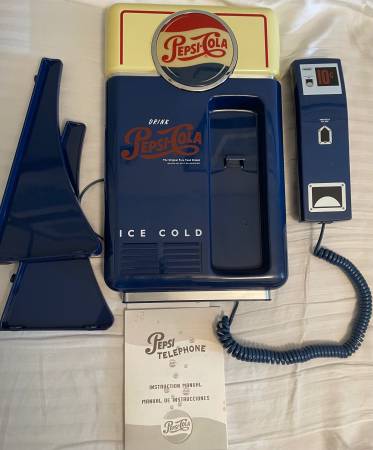 PEPSI-COLA
DRINK
PEPSI-COLA
ICE COLD
10¢
PEPSI
TELEPHONE
INSTRUCTION MANUAL
MANUAL DE INSTRUCCIONES
PEPSI-COLA